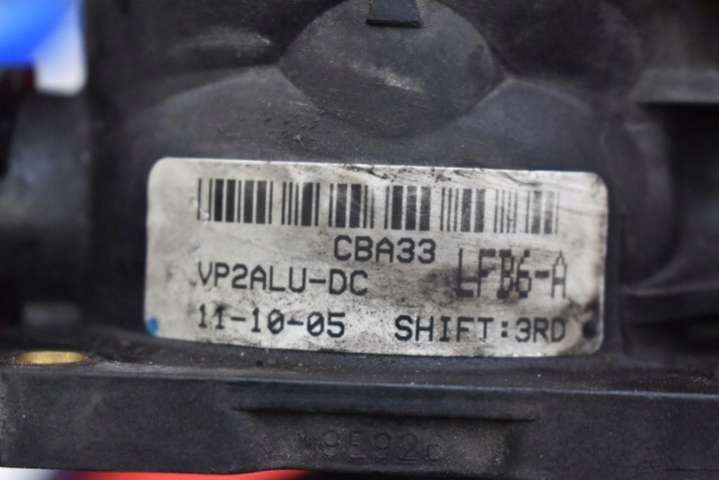 CBA33
VP2ALU-DC LFB6-A
11-10-05 SHIFT:3RD